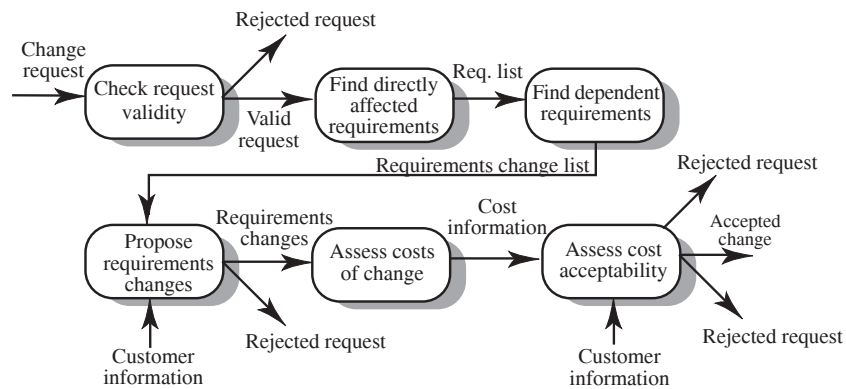 Rejected request
Change
request
Check request
validity
Valid
request
Find directly
affected
requirements
Req. list
Find dependent
requirements
Requirements change list
Propose
requirements
changes
Requirements
changes
Rejected request
Customer
information
Assess costs
of change
Cost
information
Assess cost
acceptability
Rejected request
Accepted
change
Rejected request
Customer
information